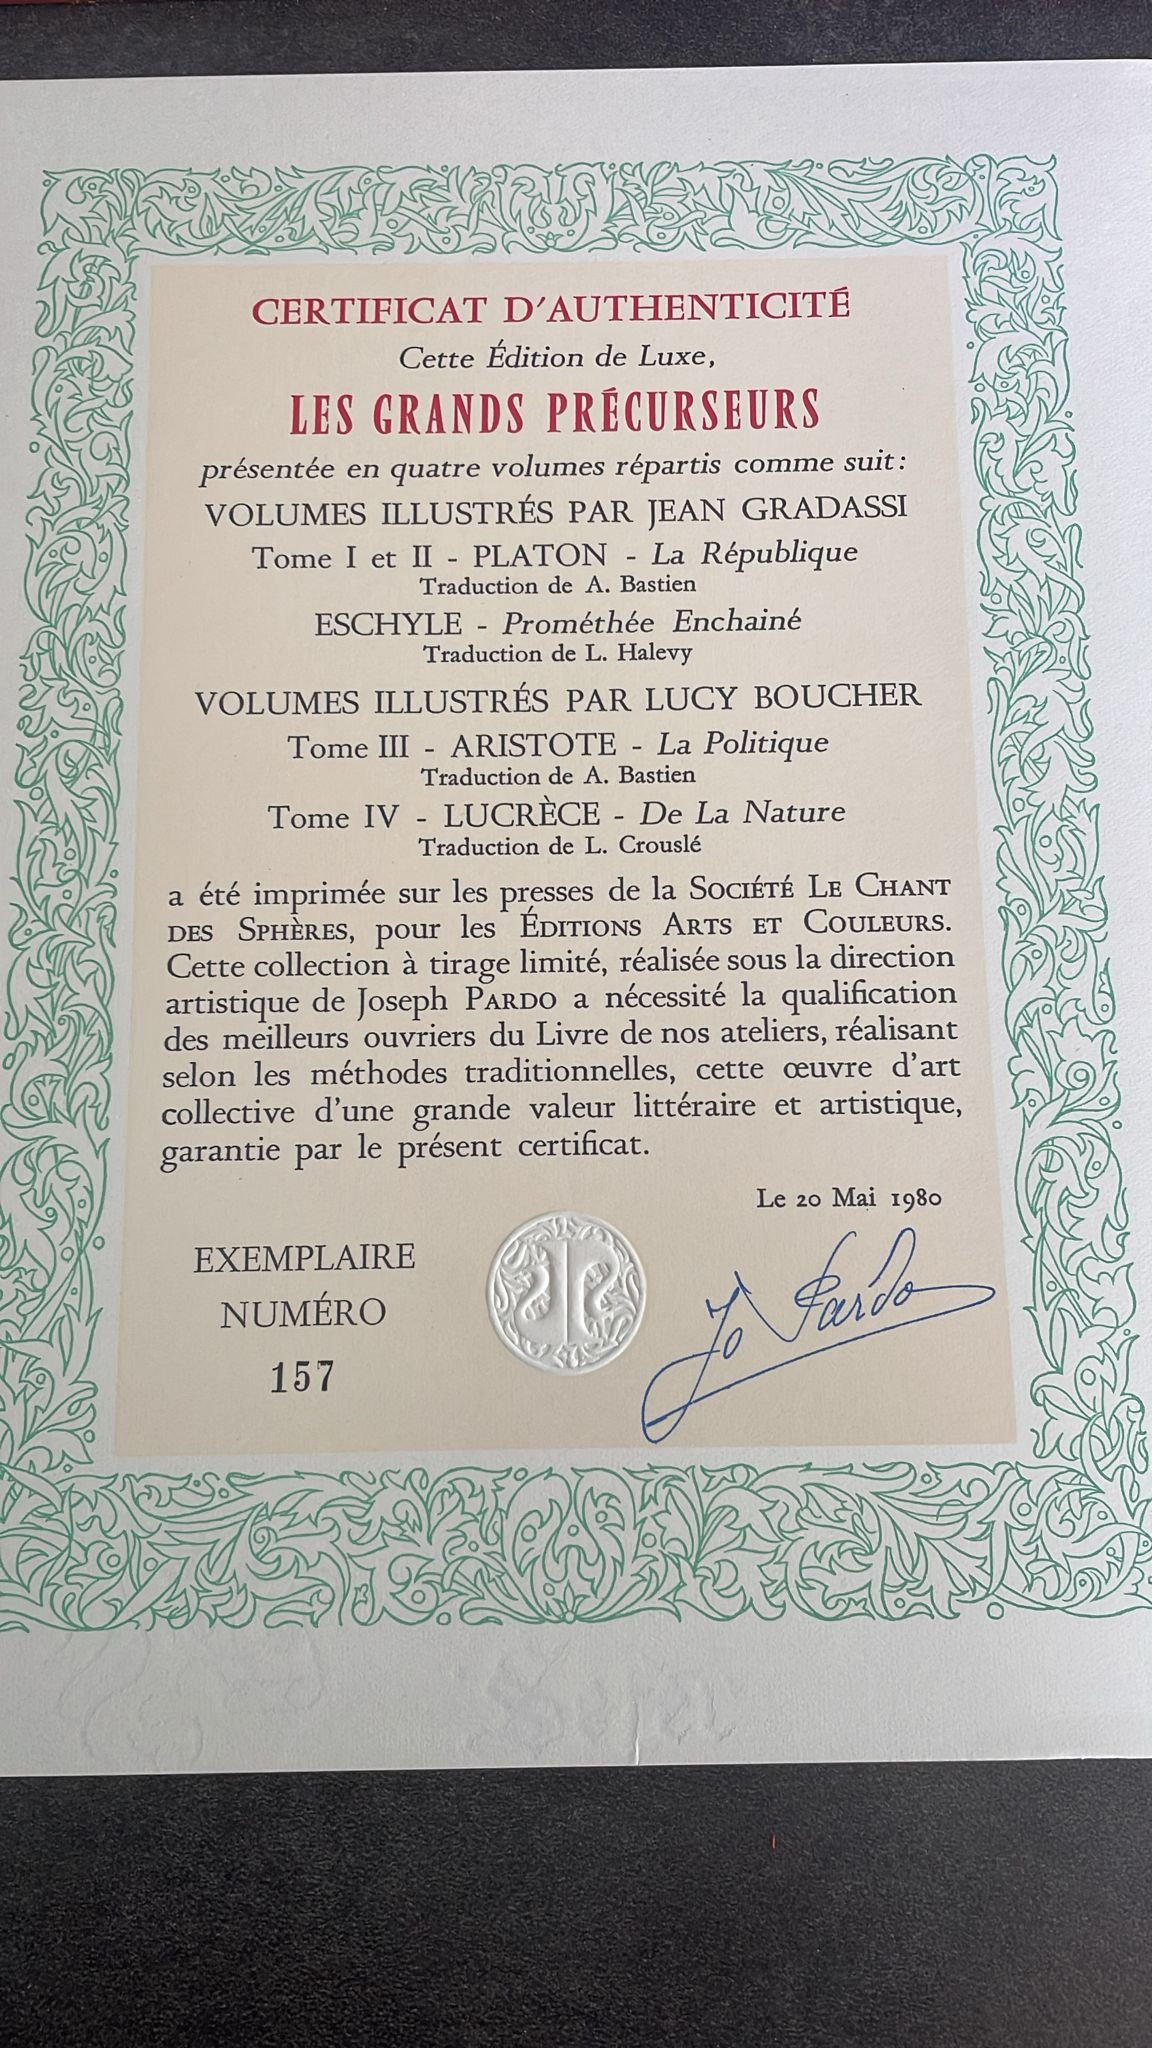 CERTIFICAT D'AUTHENTICITÉ
Cette Édition de Luxe,
LES GRANDS PRÉCURSEURS
présentée en quatre volumes répartis comme suit :
VOLUMES ILLUSTRÉS PAR JEAN GRADASSI
Tome I et II - PLATON - La République
Traduction de A. Bastien
ESCHYLE - Prométhée Enchainé
Traduction de L. Halevy
VOLUMES ILLUSTRÉS PAR LUCY BOUCHER
Tome III - ARISTOTE - La Politique
Traduction de A. Bastien
Tome IV - LUCRÈCE - De La Nature
Traduction de L. Crouslé
a été imprimée sur les presses de la SOCIÉTÉ LE CHANT
DES SPHÈRES, pour les ÉDITIONS ARTS ET COULEURS.
Cette collection à tirage limité, réalisée sous la direction
artistique de Joseph PARDO a nécessité la qualification
des meilleurs ouvriers du Livre de nos ateliers, réalisant
selon les méthodes traditionnelles, cette œuvre d'art
collective d'une grande valeur littéraire et artistique,
garantie par le présent certificat.
Le 20 Mai 1980
EXEMPLAIRE
NUMÉRO
157
Jo Pardo